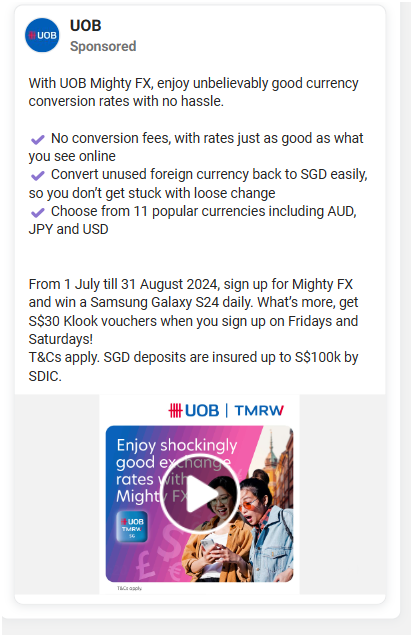 UOB
UOB
Sponsored
With UOB Mighty FX, enjoy unbelievably good currency
conversion rates with no hassle.
No conversion fees, with rates just as good as what
you see online
Convert unused foreign currency back to SGD easily,
so you don't get stuck with loose change
Choose from 11 popular currencies including AUD,
JPY and USD
From 1 July till 31 August 2024, sign up for Mighty FX
and win a Samsung Galaxy S24 daily. What's more, get
S$30 Klook vouchers when you sign up on Fridays and
Saturdays!
T&Cs apply. SGD deposits are insured up to S$100k by
SDIC.
UOB | TMRW
Enjoy shockingly
good exchange
rates with
Mighty FX
UOB
TMRW
SG
T&Cs apply.